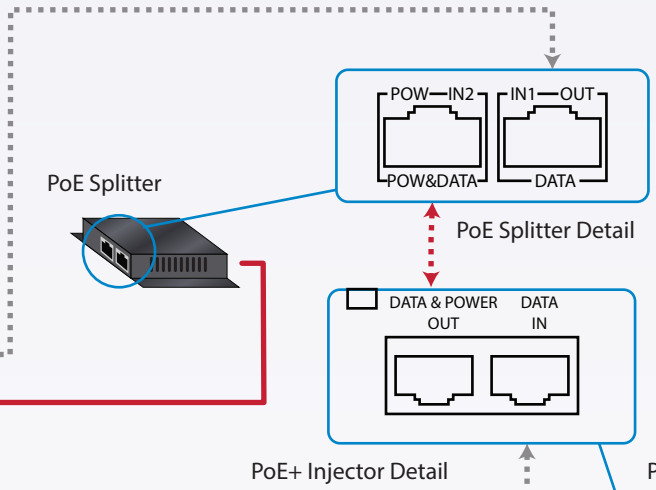 POW IN2
IN1 OUT
POW&DATA
DATA
PoE Splitter
PoE Splitter Detail
DATA & POWER
OUT
DATA
IN
PoE+ Injector Detail
P